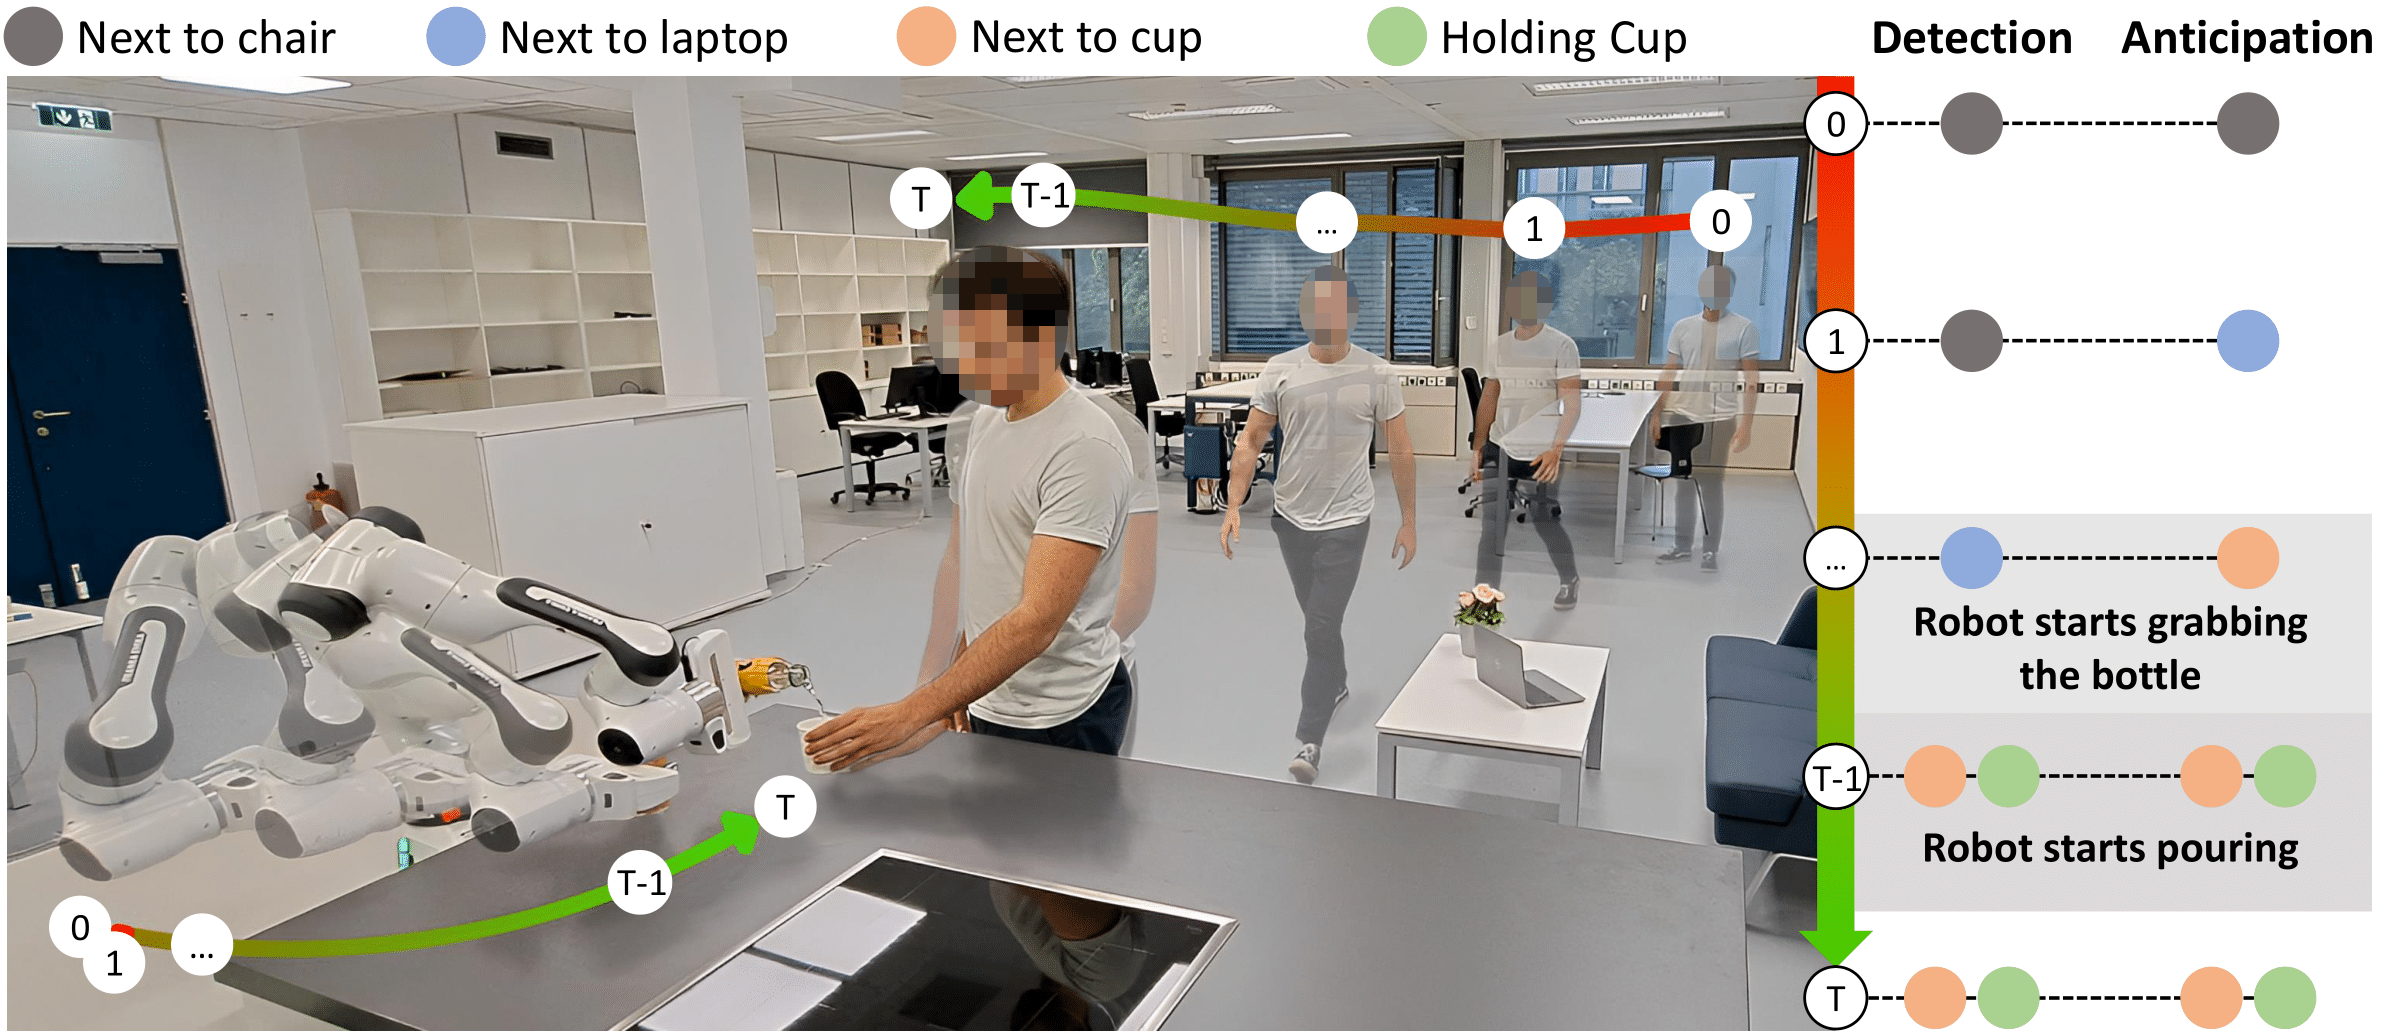 Next to chair
Next to laptop
Next to cup
Holding Cup
Detection
Anticipation
0
T
T-1
...
1
0
1
...
Robot starts grabbing
the bottle
T-1
Robot starts pouring
T
T
T-1
0
1
...